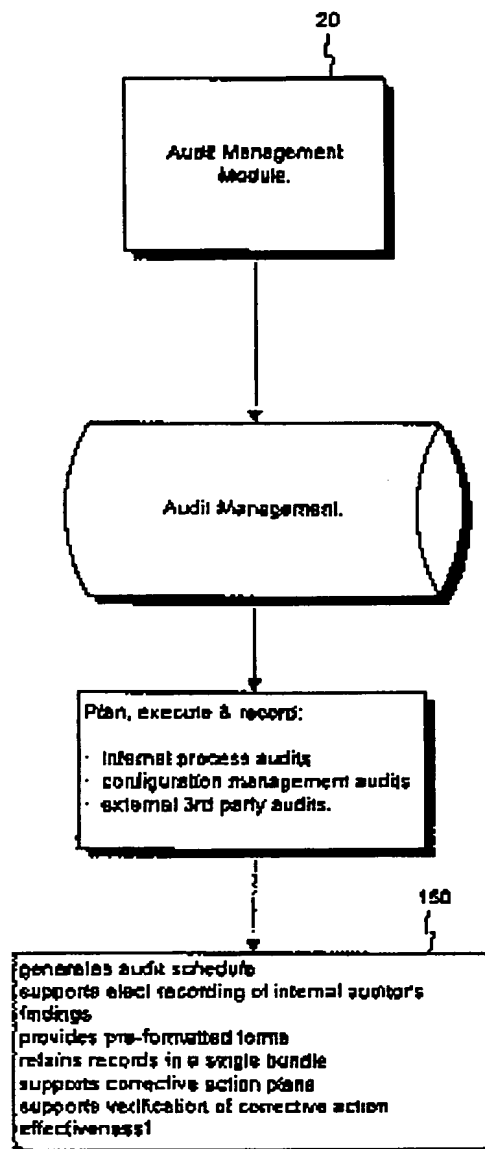 20
Audit Management
Module.
Audit Management.
Plan, execute & record:
· internal process audits
· configuration management audits
· external 3rd party audits.
150
generates audit schedule
supports elect recording of internal auditor's
findings
provides pre-formatted forms
retains records in a single bundle
supports corrective action plans
supports verification of corrective action
effectiveness1